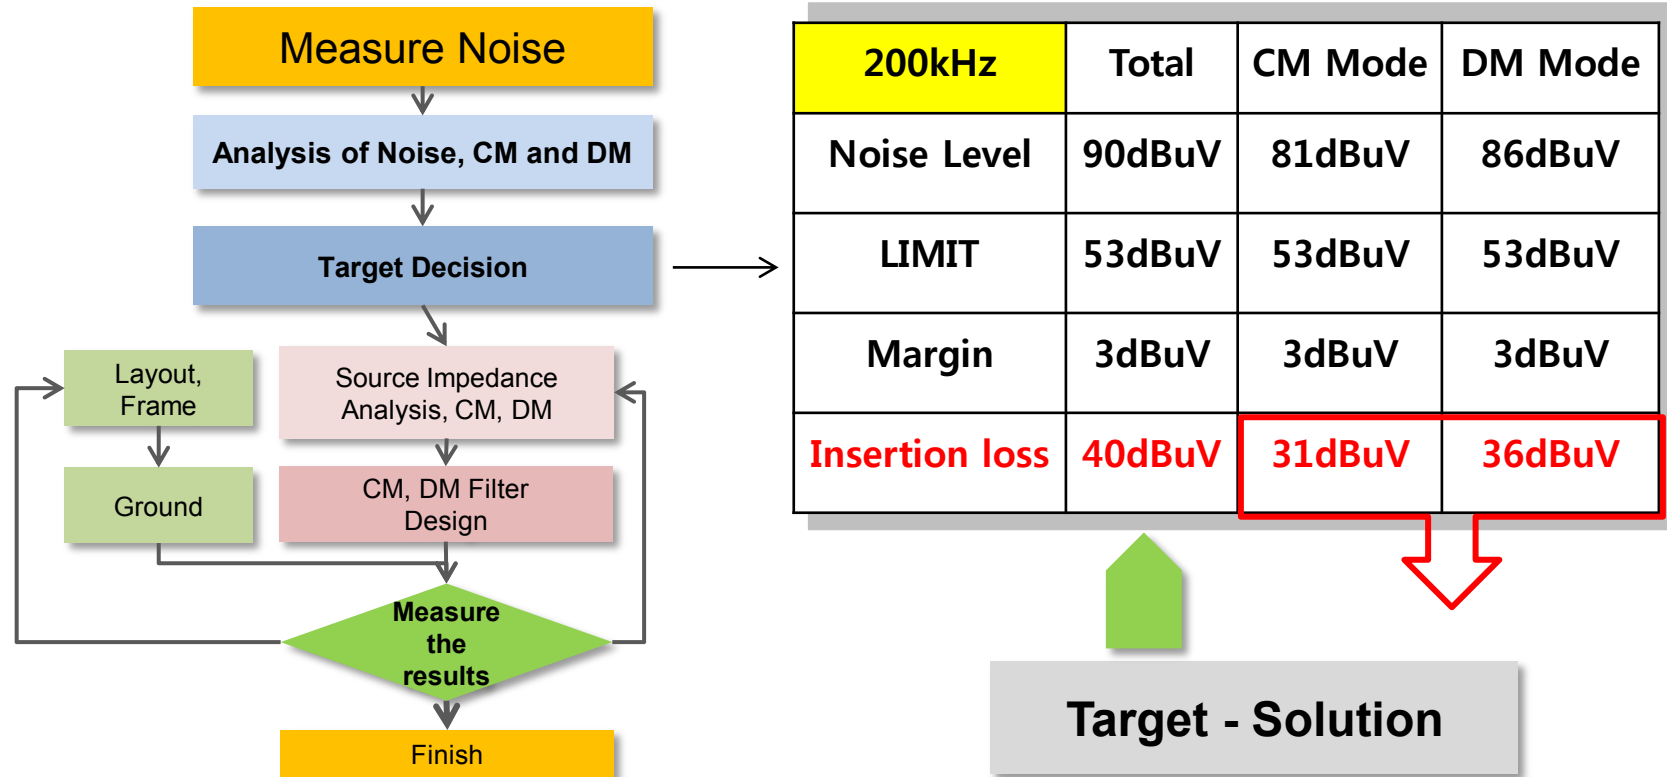 Measure Noise
Analysis of Noise, CM and DM
Target Decision
Layout,
Frame
Source Impedance
Analysis, CM, DM
Ground
CM, DM Filter
Design
Measure
the
results
Finish
200kHz Total CM Mode DM Mode
Noise Level 90dBuV 81dBuV 86dBuV
LIMIT 53dBuV 53dBuV 53dBuV
Margin 3dBuV 3dBuV 3dBuV
Insertion loss 40dBuV 31dBuV 36dBuV
Target - Solution